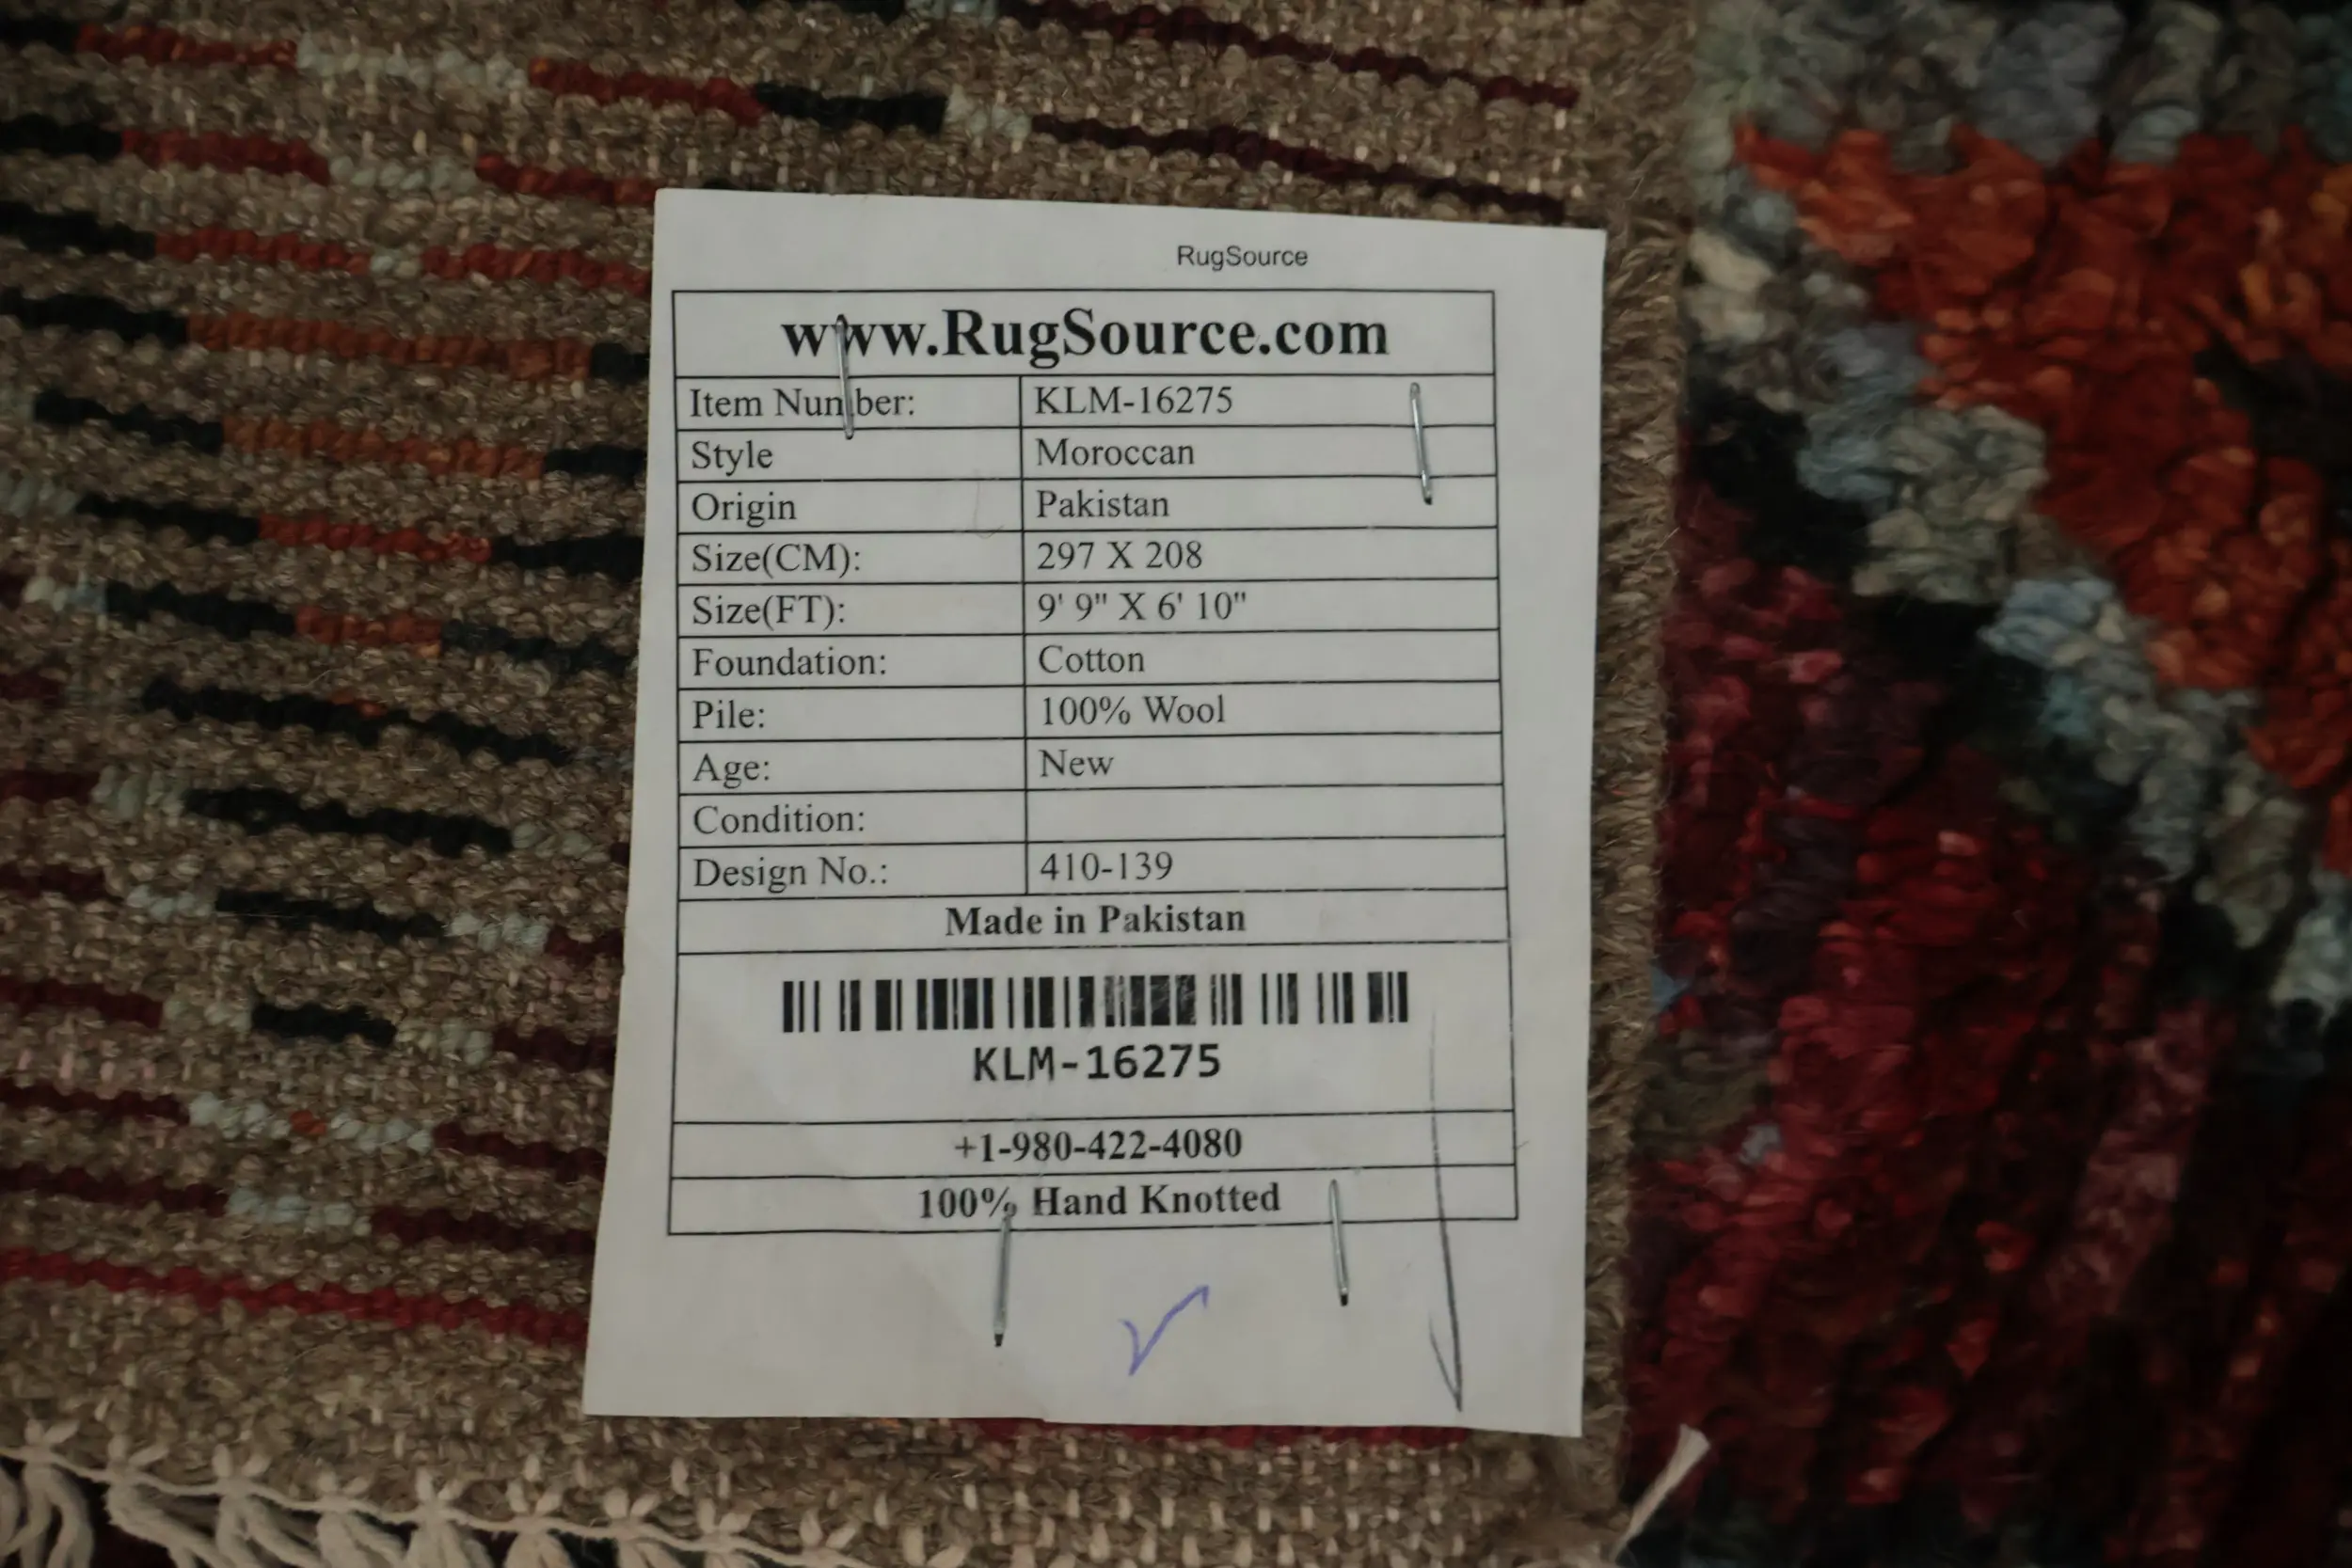 RugSource
www.RugSource.com
Item Number: KLM-16275
Style Moroccan
Origin Pakistan
Size(CM): 297 X 208
Size(FT): 9' 9" X 6' 10"
Foundation: Cotton
Pile: 100% Wool
Age: New
Condition:
Design No.: 410-139
Made in Pakistan
KLM-16275
+1-980-422-4080
100% Hand Knotted